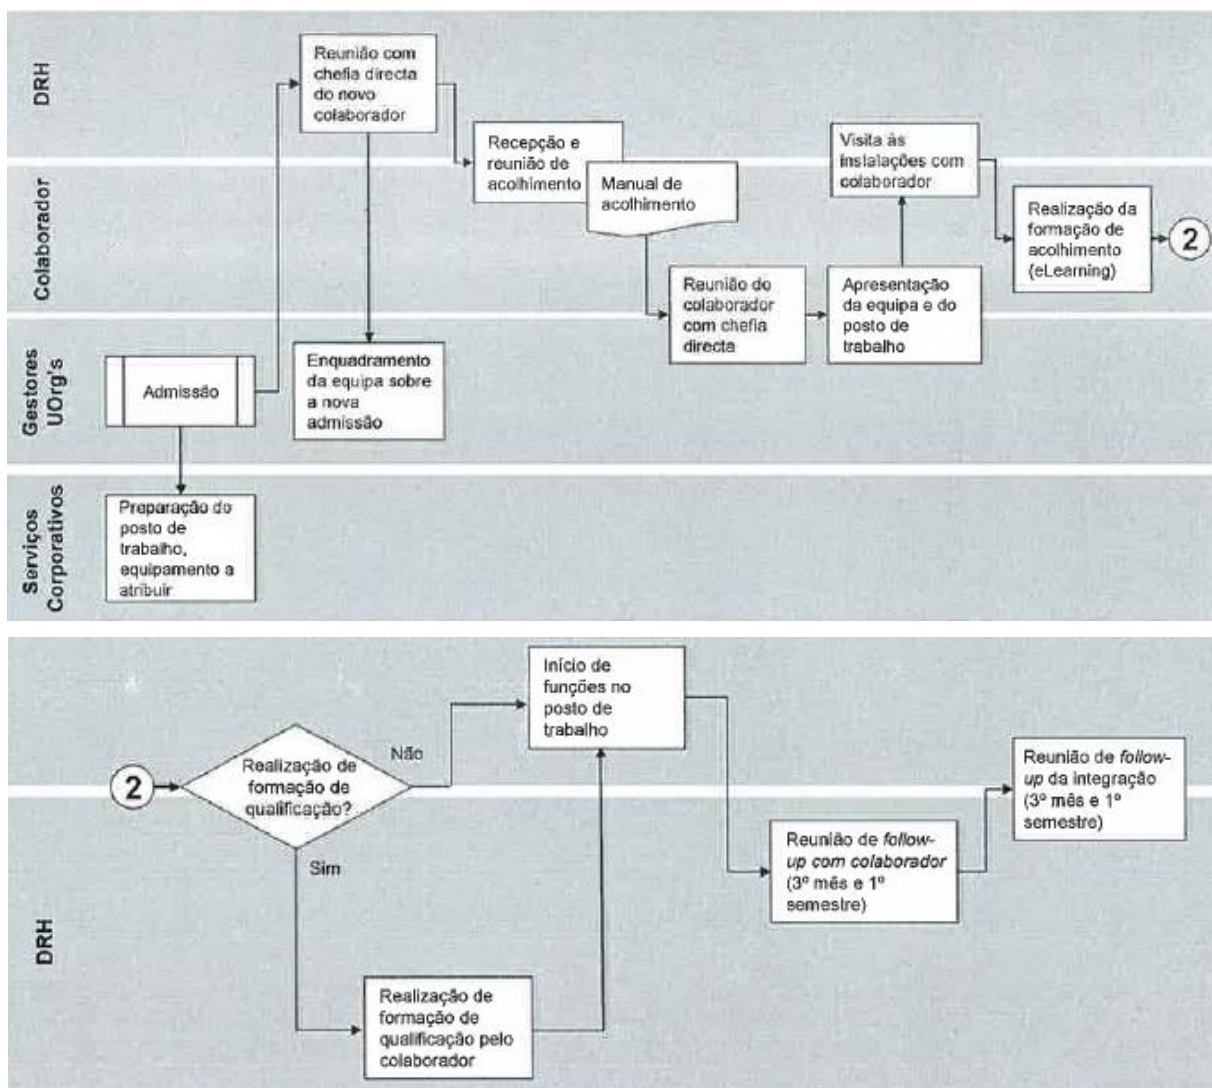 DRH
Reunião com
chefia directa
do novo
colaborador
Recepção e
reunião de
acolhimento
Visita às
instalações com
colaborador
Colaborador
Manual de
acolhimento
Realização da
formação de
acolhimento
(eLearning)
2
Reunião do
colaborador
com chefia
directa
Apresentação
da equipa e do
posto de
trabalho
Gestores
UOrg's
Admissão
Enquadramento
da equipa sobre
a nova
admissão
Serviços
Corporativos
Preparação do
posto de
trabalho,
equipamento a
atribuir
Início de
funções no
posto de
trabalho
2
Realização de
formação de
qualificação?
Não
Sim
Reunião de follow-
up da integração
(3º mês e 1º
semestre)
Reunião de follow-
up com colaborador
(3º mês e 1º
semestre)
DRH
Realização de
formação de
qualificação pelo
colaborador